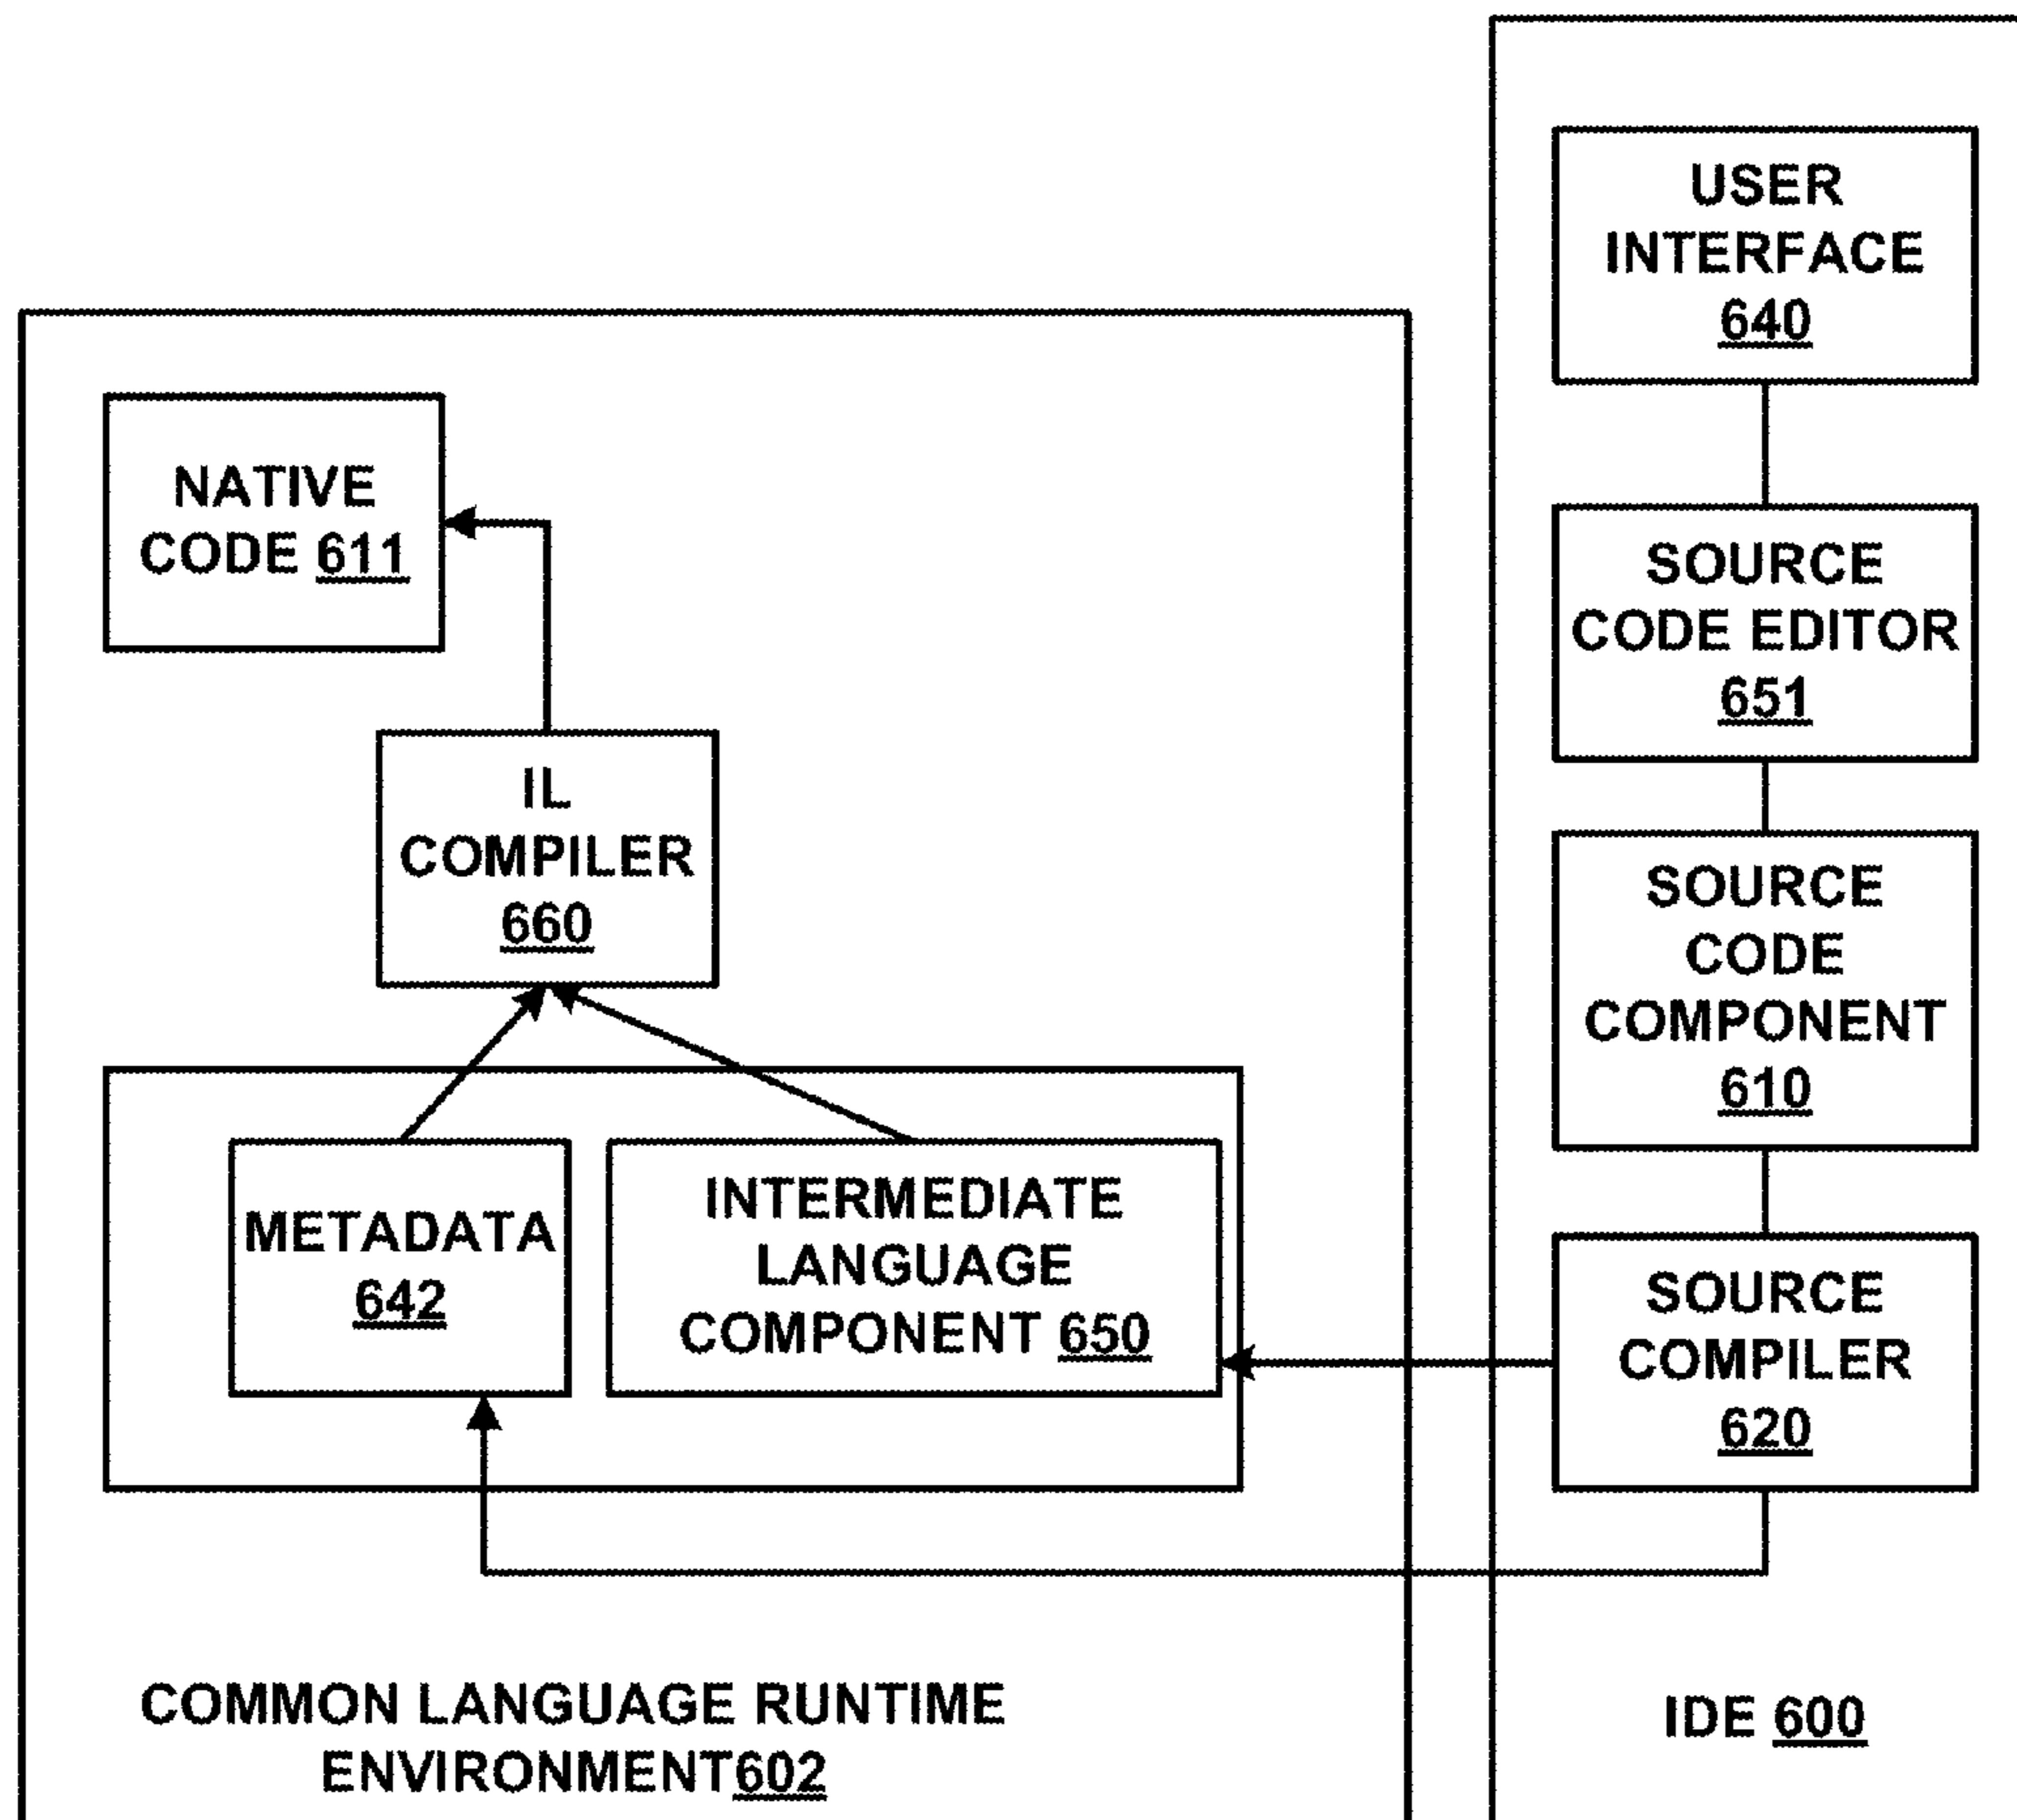 USER
INTERFACE
640
NATIVE
CODE 611
SOURCE
CODE EDITOR
651
IL
COMPILER
660
SOURCE
CODE
COMPONENT
610
METADATA
642
INTERMEDIATE
LANGUAGE
COMPONENT 650
SOURCE
COMPILER
620
COMMON LANGUAGE RUNTIME
ENVIRONMENT602
IDE 600